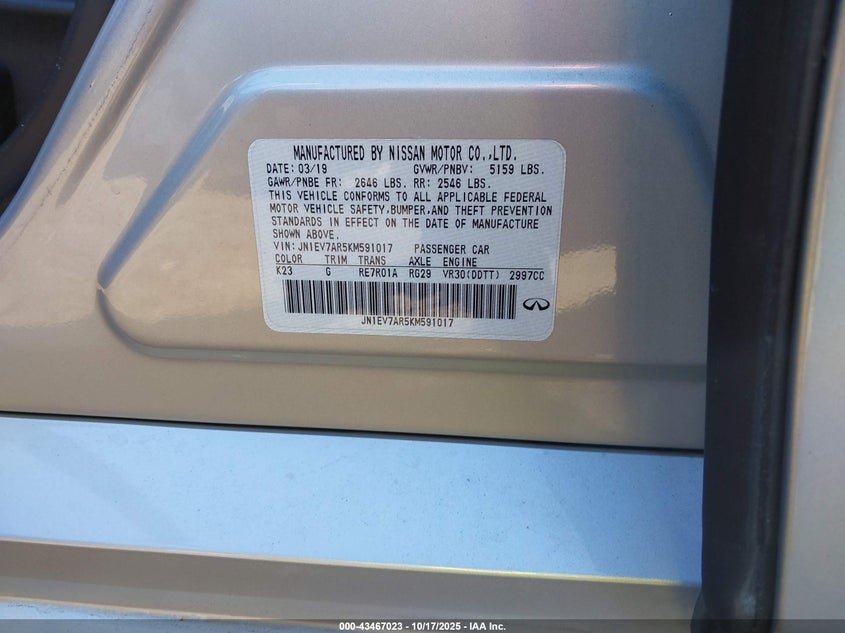 MANUFACTURED BY NISSAN MOTOR CO.,LTD.
DATE: 03/19 GVWR/PNBV: 5159 LBS.
GAWR/PNBE FR: 2646 LBS. RR: 2546 LBS.
THIS VEHICLE CONFORMS TO ALL APPLICABLE FEDERAL
MOTOR VEHICLE SAFETY,BUMPER,AND THEFT PREVENTION
STANDARDS IN EFFECT ON THE DATE OF MANUFACTURE
SHOWN ABOVE.
VIN: JN1EV7AR5KM591017 PASSENGER CAR
COLOR TRIM TRANS AXLE ENGINE
K23 G RE7R01A RG29 VR30(DDTT) 2997CC
JN1EV7AR5KM591017
000-43467023 | 10/17/2025 - IAA Inc.